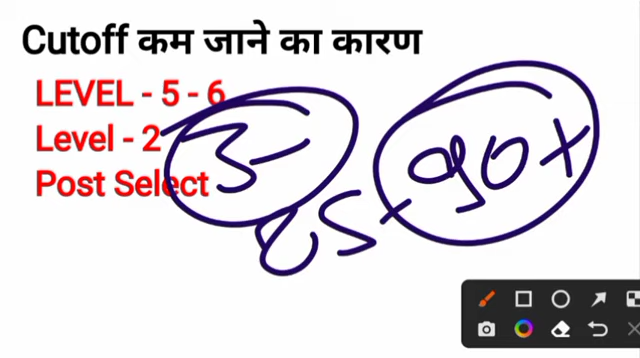 Cutoff कम जाने का कारण
LEVEL - 5 - 6
Level - 2
Post Select
3-
85 - 90+